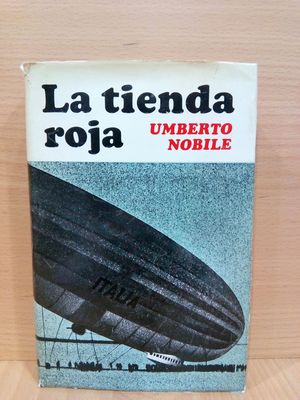 La tienda
roja
UMBERTO
NOBILE
ITALIA